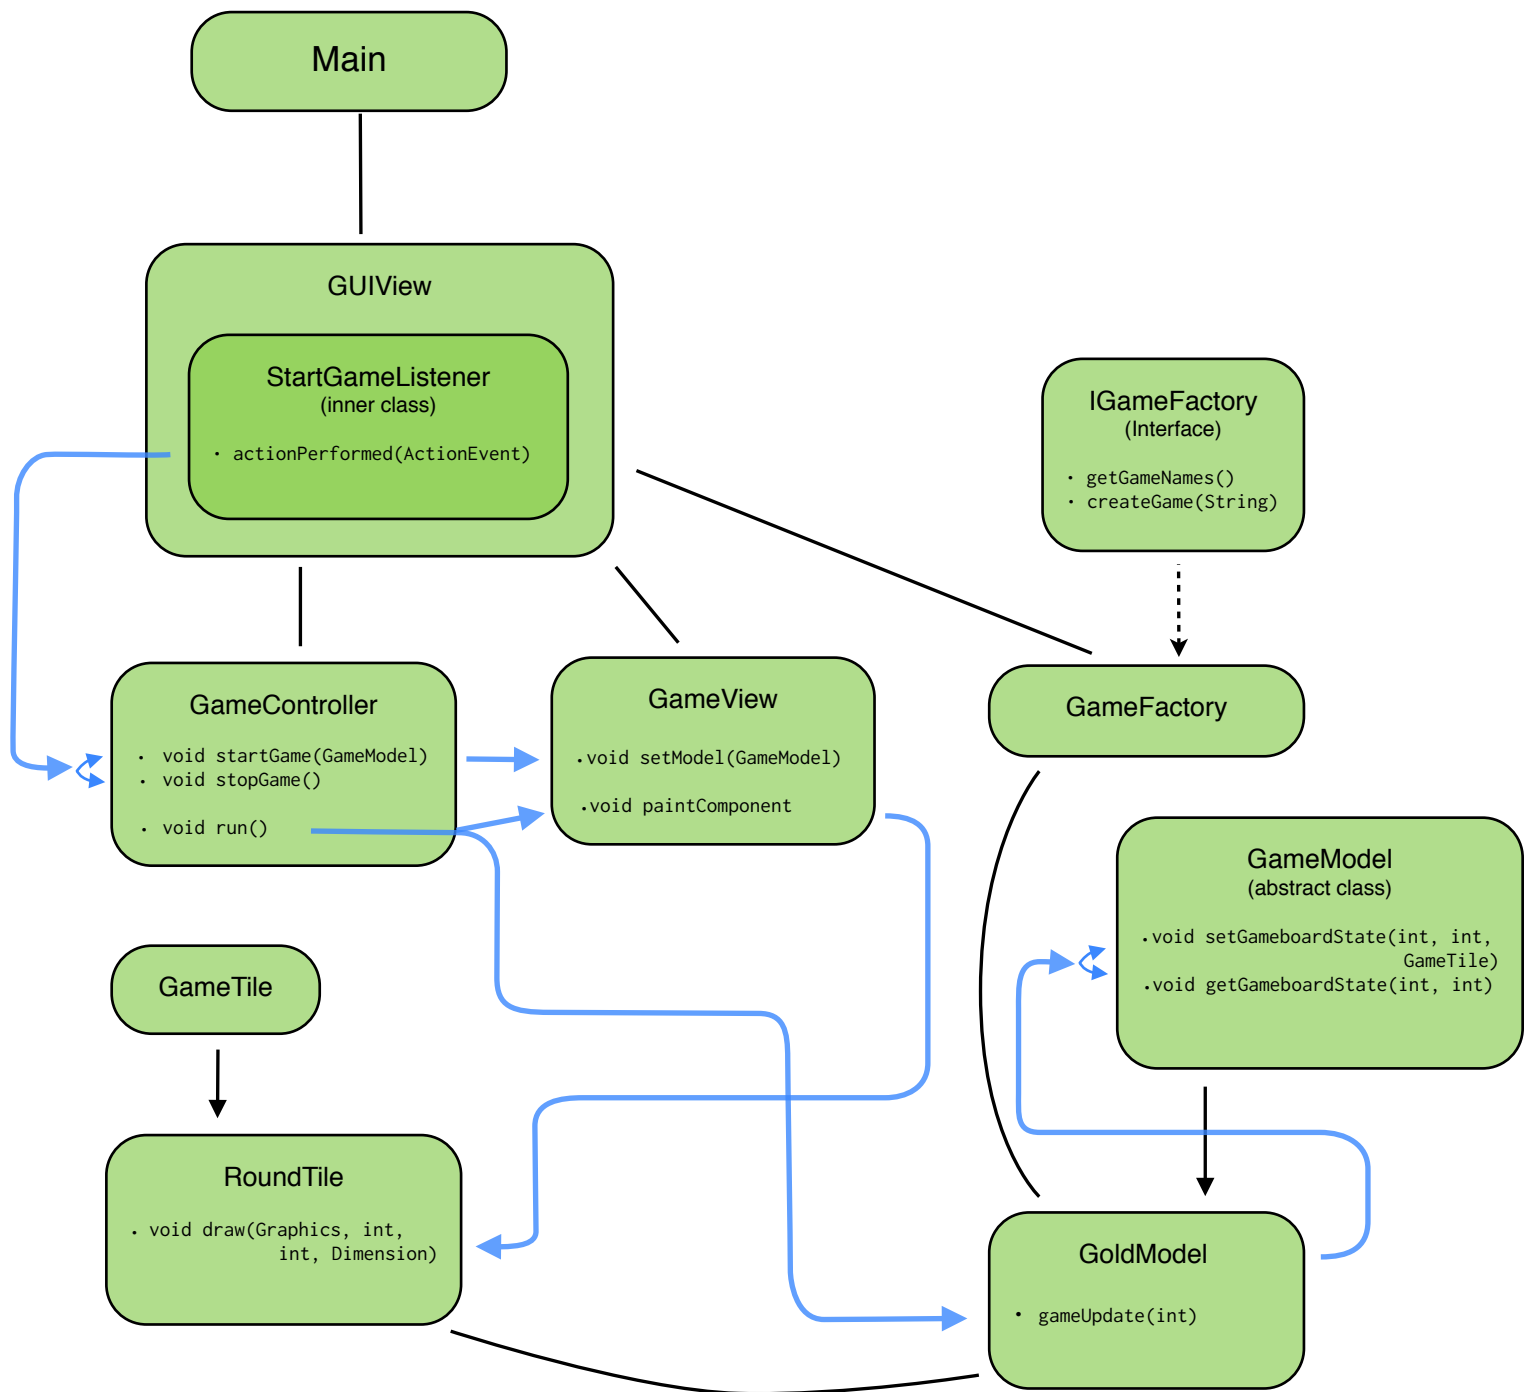 Main
GUIView
StartGameListener
(inner class)
• actionPerformed(ActionEvent)
IGameFactory
(Interface)
• getGameNames()
• createGame(String)
GameController
• void startGame(GameModel)
• void stopGame()
• void run()
GameView
•void setModel(GameModel)
•void paintComponent
GameFactory
GameModel
(abstract class)
•void setGameboardState(int, int,
GameTile)
•void getGameboardState(int, int)
GameTile
RoundTile
• void draw(Graphics, int,
int, Dimension)
GoldModel
• gameUpdate(int)